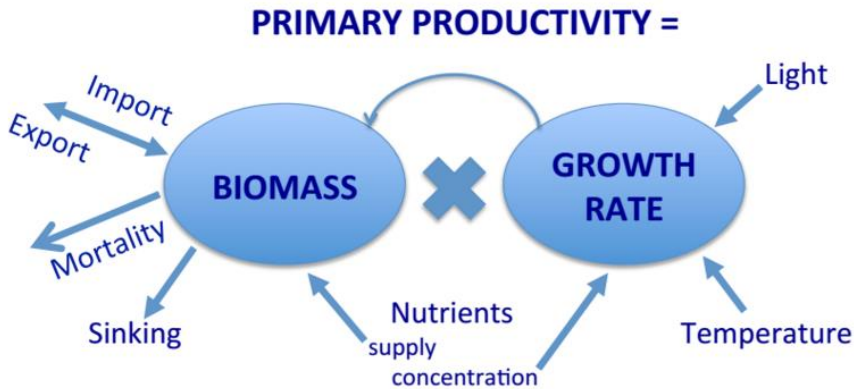 PRIMARY PRODUCTIVITY =
Import
Export
Mortality
Sinking
BIOMASS
GROWTH
RATE
Light
Nutrients
supply
concentration
Temperature